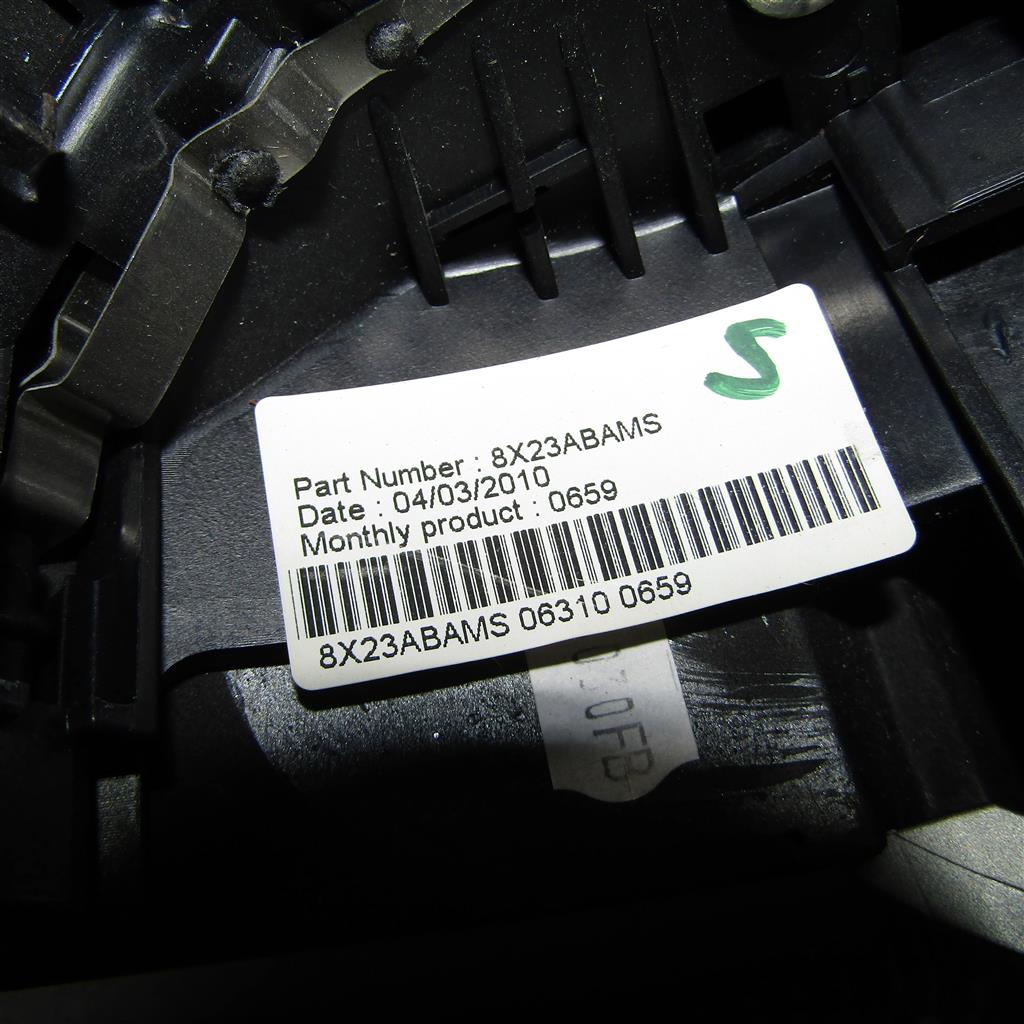 S
Part Number : 8X23ABAMS
Date : 04/03/2010
Monthly product : 0659
8X23ABAMS 06310 0659